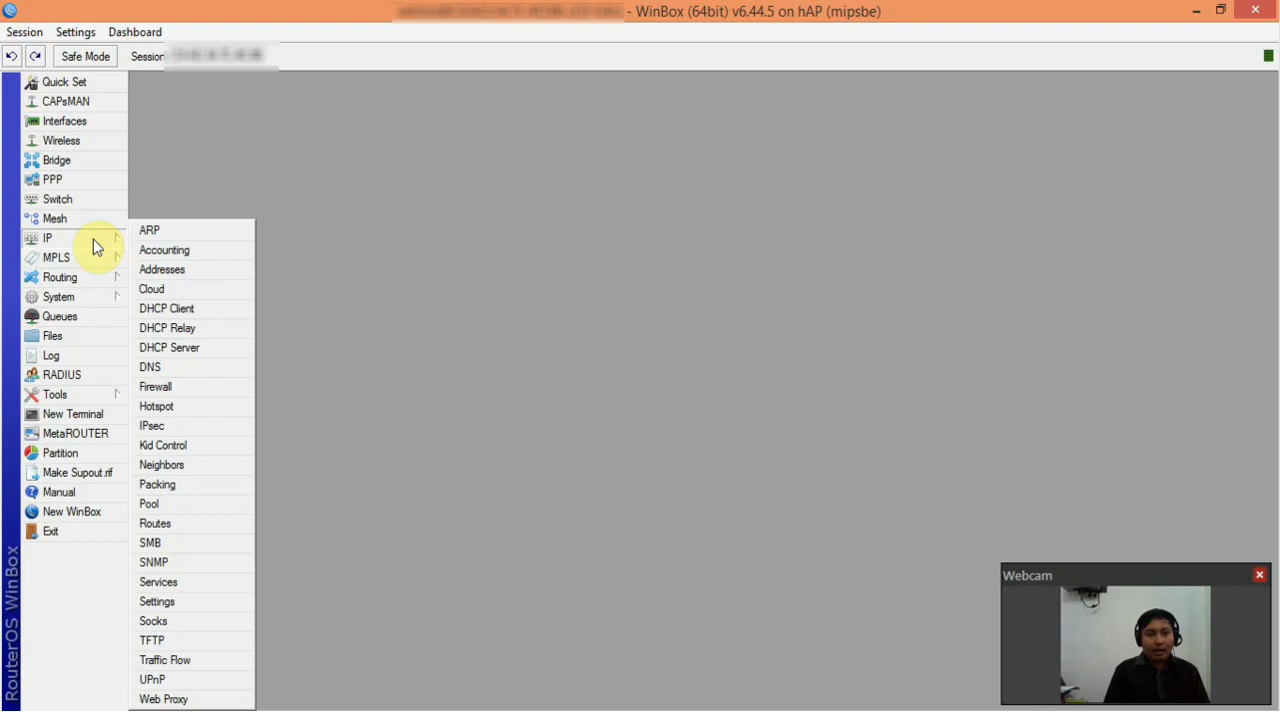 - WinBox (64bit) v6.44.5 on hAP (mipsbe)
Session Settings Dashboard
Safe Mode Session
Quick Set
CAPsMAN
Interfaces
Wireless
Bridge
PPP
Switch
Mesh
IP
MPLS
Routing
System
Queues
Files
Log
RADIUS
Tools
New Terminal
MetaROUTER
Partition
Make Supout.rif
Manual
New WinBox
Exit
RouterOS WinBox
ARP
Accounting
Addresses
Cloud
DHCP Client
DHCP Relay
DHCP Server
DNS
Firewall
Hotspot
IPsec
Kid Control
Neighbors
Packing
Pool
Routes
SMB
SNMP
Services
Settings
Socks
TFTP
Traffic Flow
UPnP
Web Proxy
Webcam